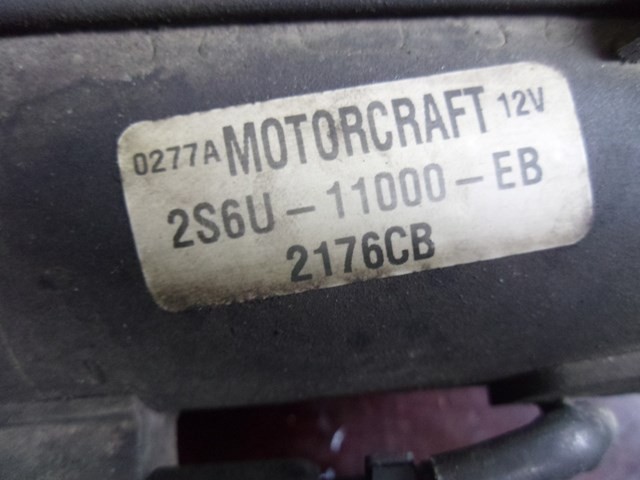 0277A MOTORCRAFT 12V
2S6U-11000-EB
2176CB